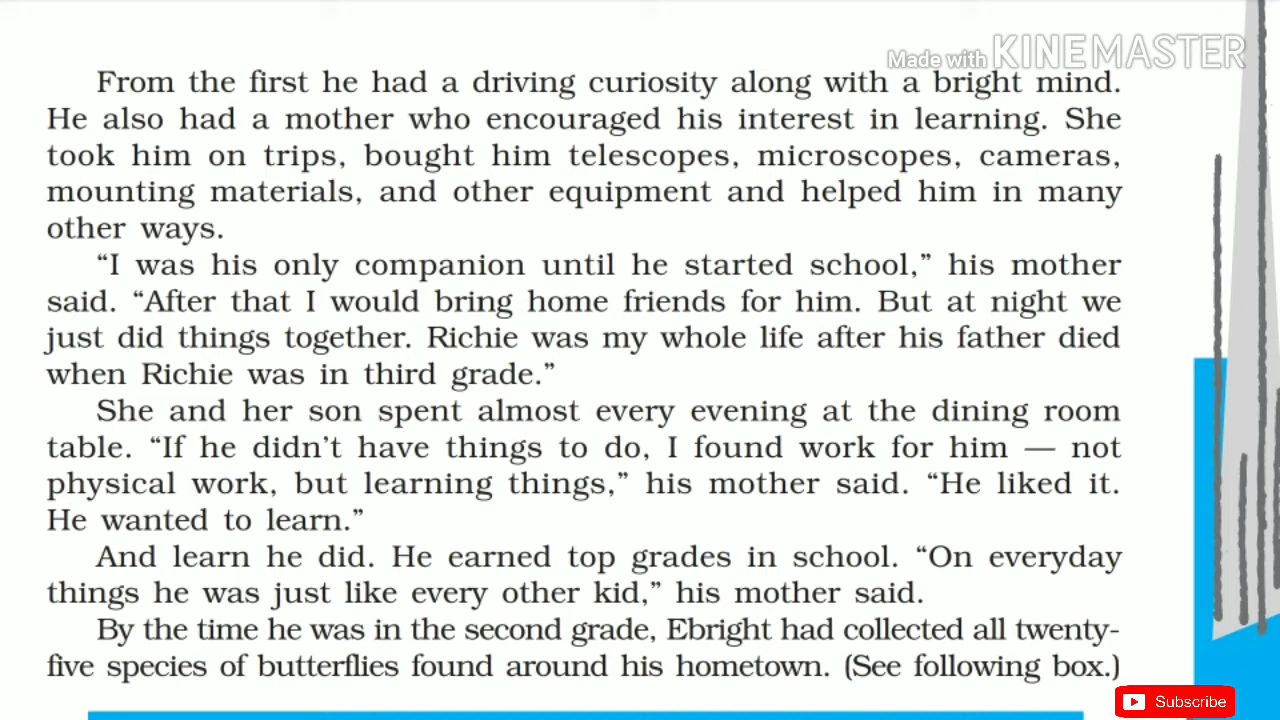 Made with KINEMASTER
From the first he had a driving curiosity along with a bright mind.
He also had a mother who encouraged his interest in learning. She
took him on trips, bought him telescopes, microscopes, cameras,
mounting materials, and other equipment and helped him in many
other ways.
“I was his only companion until he started school,” his mother
said. “After that I would bring home friends for him. But at night we
just did things together. Richie was my whole life after his father died
when Richie was in third grade.”
She and her son spent almost every evening at the dining room
table. “If he didn’t have things to do, I found work for him — not
physical work, but learning things,” his mother said. “He liked it.
He wanted to learn.”
And learn he did. He earned top grades in school. “On everyday
things he was just like every other kid,” his mother said.
By the time he was in the second grade, Ebright had collected all twenty-
five species of butterflies found around his hometown. (See following box.)
Subscribe